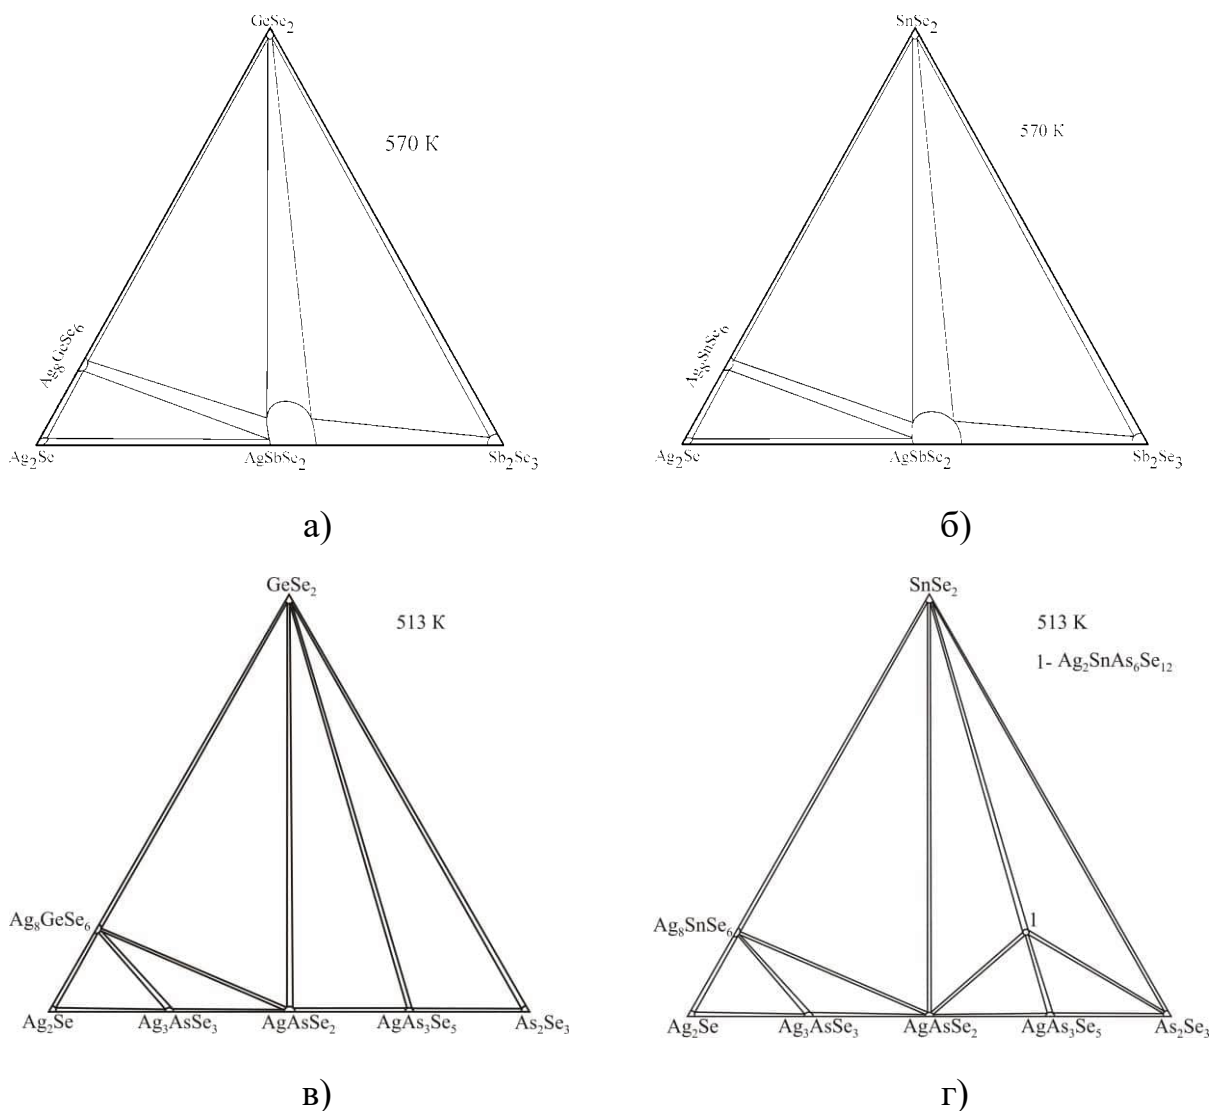 GeSe2
570 К
Ag8GeSe6
Ag2Se
AgSbSe2
Sb2Se3
а)
SnSe2
570 К
Ag8SnSe6
Ag2Se
AgSbSe2
Sb2Se3
б)
GeSe2
513 К
Ag8GeSe6
Ag2Se
Ag3AsSe3
AgAsSe2
AgAs3Se5
As2Se3
в)
SnSe2
513 К
1- Ag2SnAs6Se12
Ag8SnSe6
1
Ag2Se
Ag3AsSe3
AgAsSe2
AgAs3Se5
As2Se3
г)